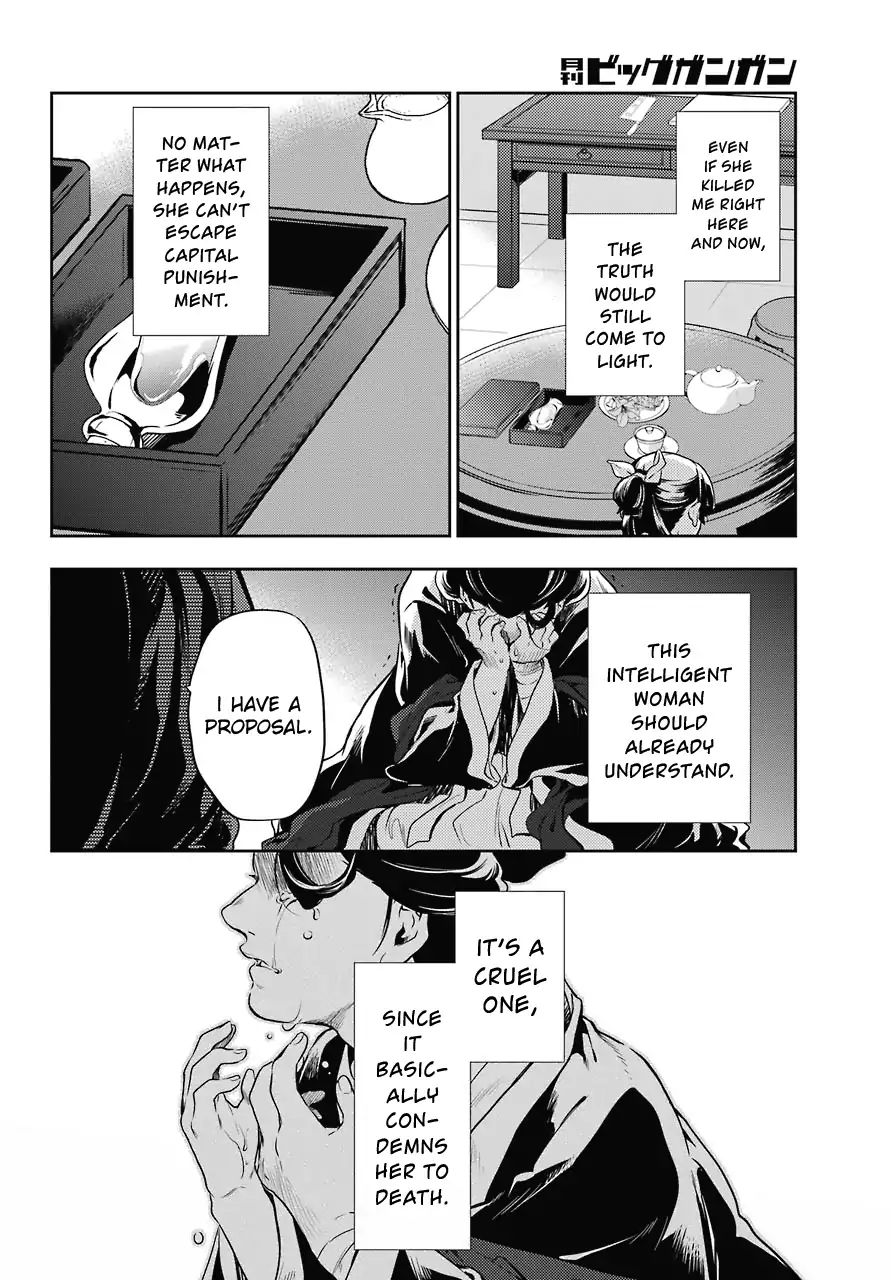 月刊ビッグガンガン
EVEN
IF SHE
KILLED
ME RIGHT
HERE
AND NOW,
THE
TRUTH
WOULD
STILL
COME TO
LIGHT.
NO MAT-
TER WHAT
HAPPENS,
SHE CAN'T
ESCAPE
CAPITAL
PUNISH-
MENT.
THIS
INTELLIGENT
WOMAN
SHOULD
ALREADY
UNDERSTAND.
I HAVE A
PROPOSAL.
IT'S A
CRUEL
ONE,
SINCE
IT
BASIC-
ALLY
CON-
DEMNS
HER TO
DEATH.